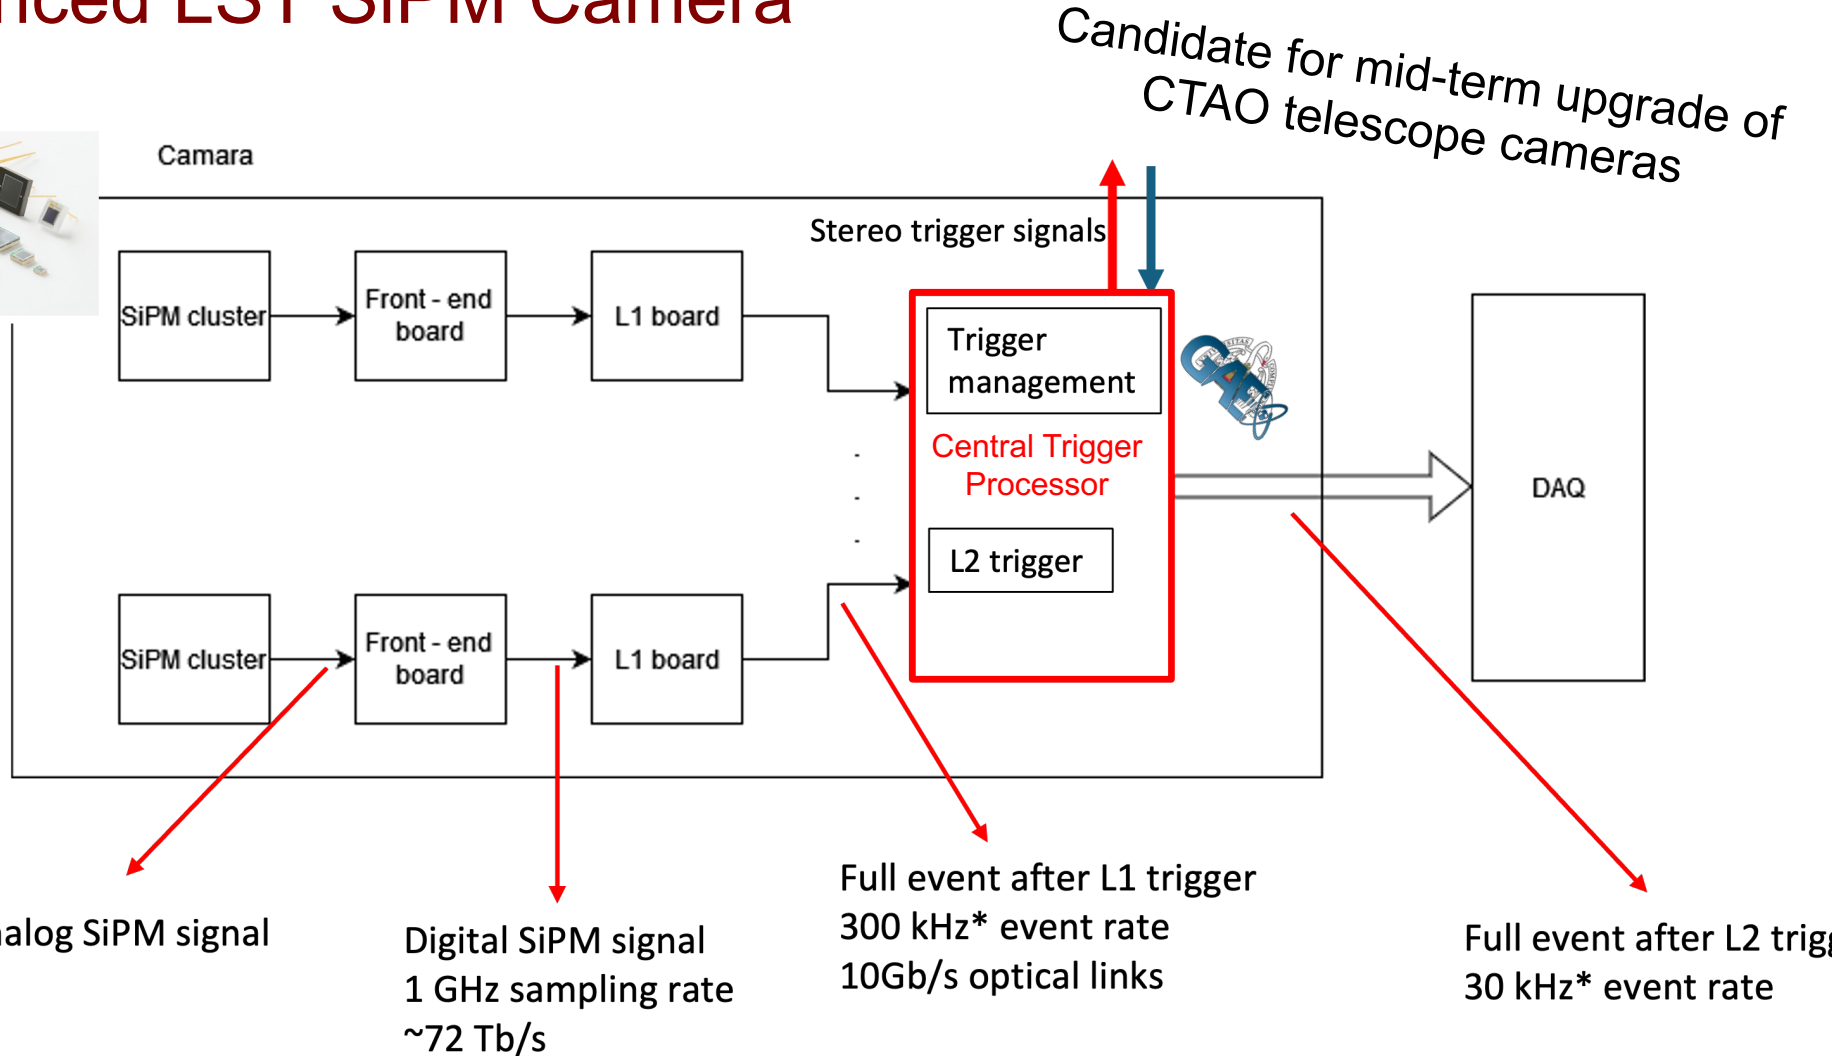 LST SiPM Camera
Candidate for mid-term upgrade of
CTAO telescope cameras
Camara
Stereo trigger signals
SiPM cluster
Front - end
board
L1 board
Trigger
management
Central Trigger
Processor
L2 trigger
DAQ
SiPM cluster
Front - end
board
L1 board
SiPM signal
Digital SiPM signal
1 GHz sampling rate
~72 Tb/s
Full event after L1 trigger
300 kHz* event rate
10Gb/s optical links
Full event after L2
30 kHz* event rate